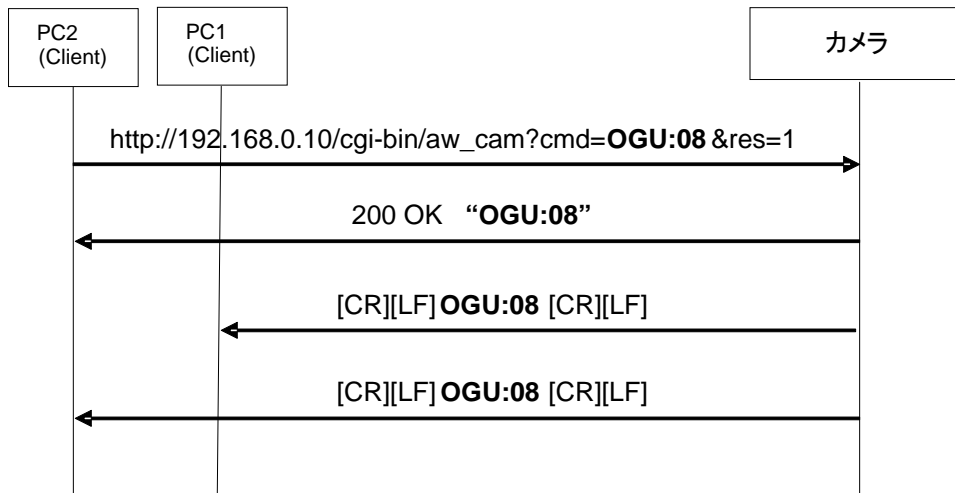 PC2
(Client)
PC1
(Client)
カメラ
http://192.168.0.10/cgi-bin/aw_cam?cmd=OGU:08 &res=1
200 OK “OGU:08”
[CR][LF] OGU:08 [CR][LF]
[CR][LF] OGU:08 [CR][LF]